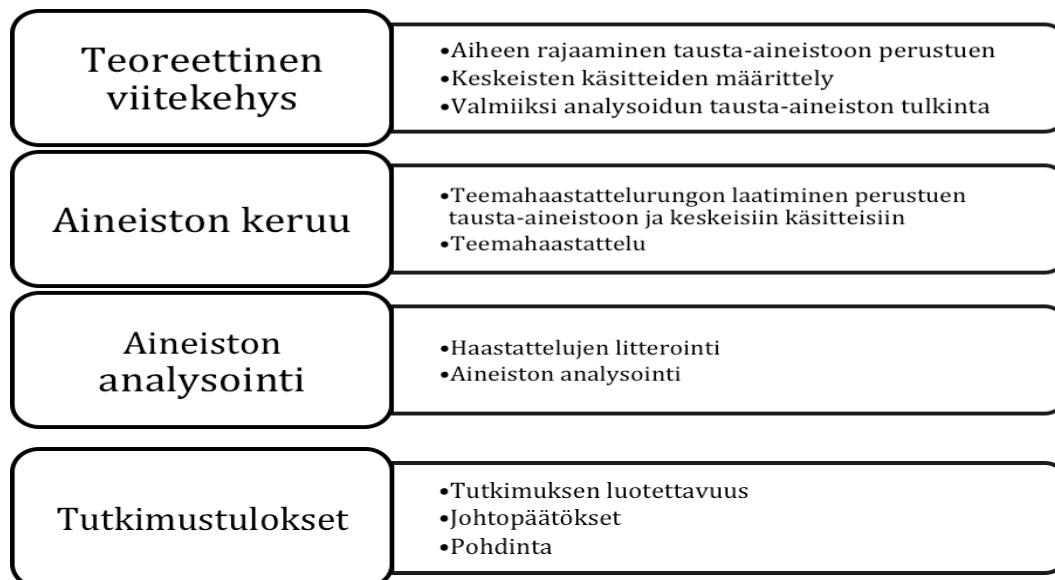 Teoreettinen
viitekehys
•Aiheen rajaaminen tausta-aineistoon perustuen
•Keskeisten käsitteiden määrittely
•Valmiiksi analysoidun tausta-aineiston tulkinta
Aineiston keruu
•Teemahaastattelurungon laatiminen perustuen
tausta-aineistoon ja keskeisiin käsitteisiin
•Teemahaastattelu
Aineiston
analysointi
•Haastattelujen litterointi
•Aineiston analysointi
Tutkimustulokset
•Tutkimuksen luotettavuus
•Johtopäätökset
•Pohdinta